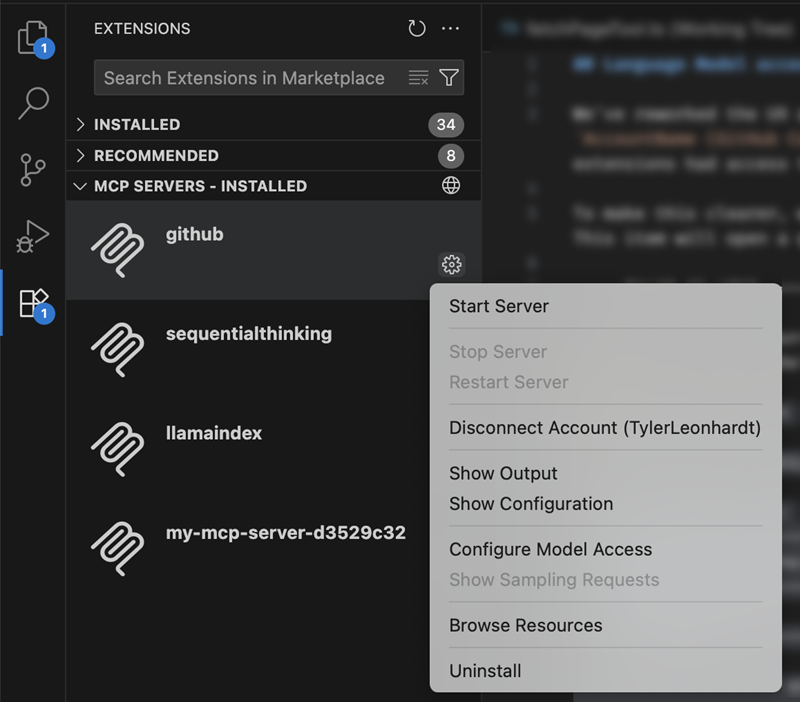 EXTENSIONS
1
Search Extensions in Marketplace
INSTALLED 34
RECOMMENDED 8
MCP SERVERS - INSTALLED
github
sequentialthinking
llamaindex
my-mcp-server-d3529c32
1
Start Server
Stop Server
Restart Server
Disconnect Account (TylerLeonhardt)
Show Output
Show Configuration
Configure Model Access
Show Sampling Requests
Browse Resources
Uninstall